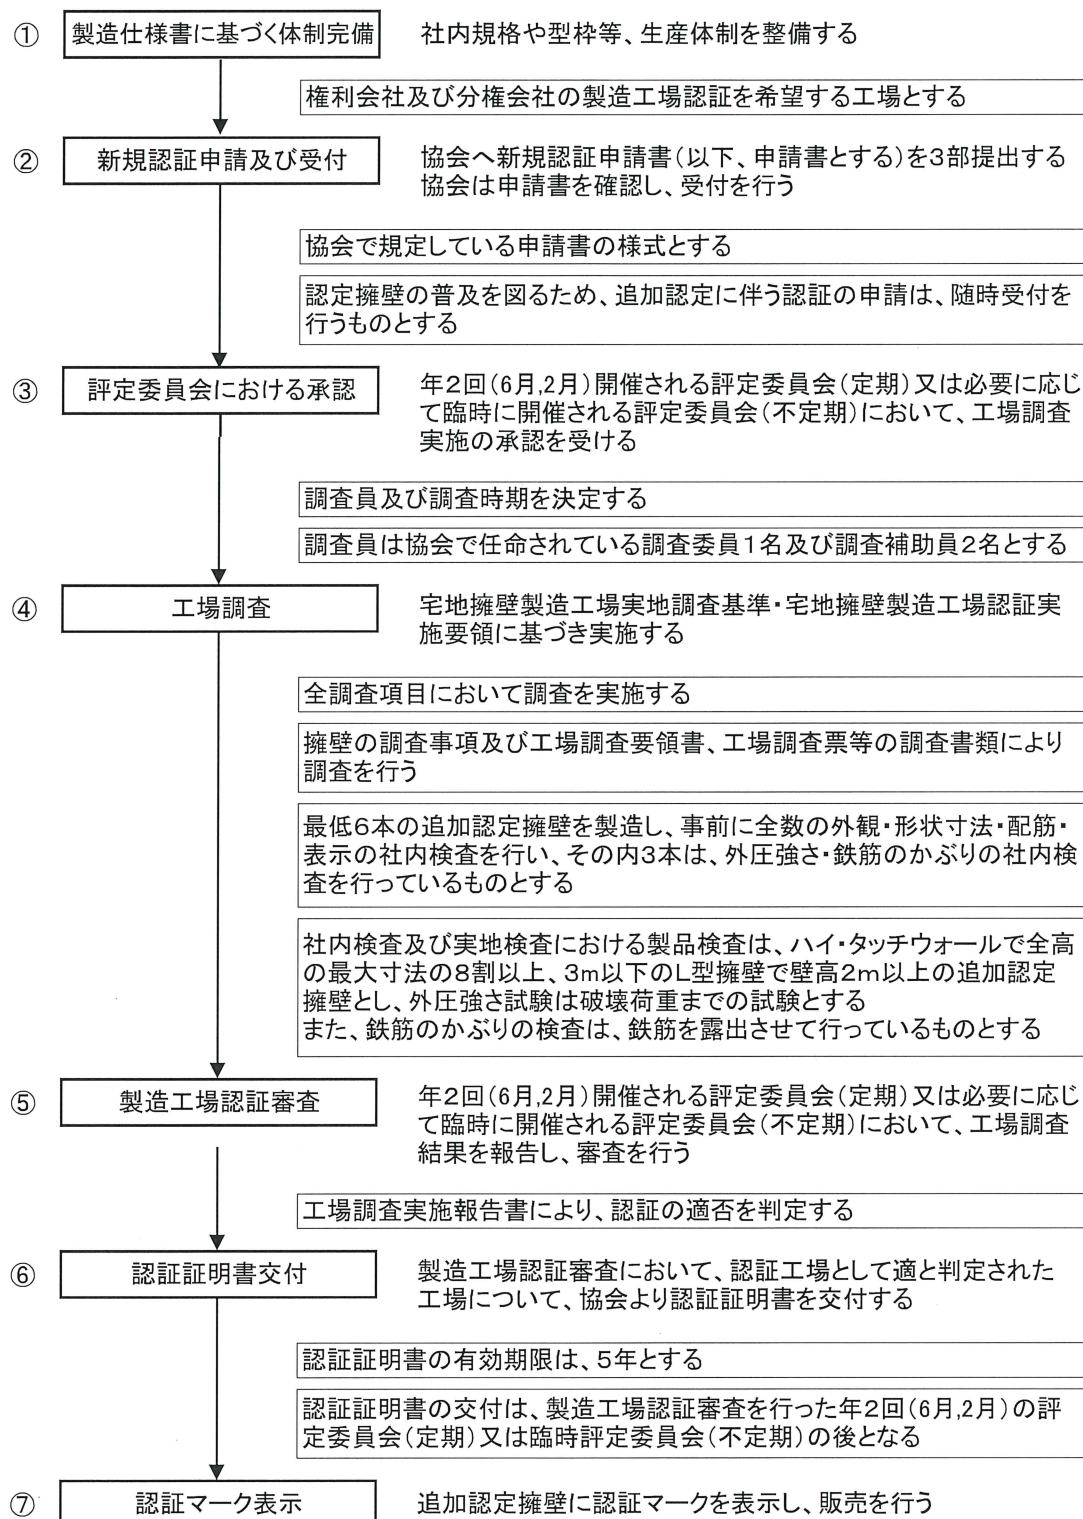 ① 製造仕様書に基づく体制完備 社内規格や型枠等、生産体制を整備する
権利会社及び分権会社の製造工場認証を希望する工場とする
② 新規認証申請及び受付 協会へ新規認証申請書(以下、申請書とする)を3部提出する
協会は申請書を確認し、受付を行う
協会で規定している申請書の様式とする
認定擁壁の普及を図るため、追加認定に伴う認証の申請は、随時受付を
行うものとする
③ 評定委員会における承認 年2回(6月,2月)開催される評定委員会(定期)又は必要に応じ
て臨時に開催される評定委員会(不定期)において、工場調査
実施の承認を受ける
調査員及び調査時期を決定する
調査員は協会で任命されている調査委員1名及び調査補助員2名とする
④ 工場調査 宅地擁壁製造工場実地調査基準・宅地擁壁製造工場認証実
施要領に基づき実施する
全調査項目において調査を実施する
擁壁の調査事項及び工場調査要領書、工場調査票等の調査書類により
調査を行う
最低6本の追加認定擁壁を製造し、事前に全数の外観・形状寸法・配筋・
表示の社内検査を行い、その内3本は、外圧強さ・鉄筋のかぶりの社内検
査を行っているものとする
社内検査及び実地検査における製品検査は、ハイ・タッチウォールで全高
の最大寸法の8割以上、3m以下のL型擁壁で壁高2m以上の追加認定
擁壁とし、外圧強さ試験は破壊荷重までの試験とする
また、鉄筋のかぶりの検査は、鉄筋を露出させて行っているものとする
⑤ 製造工場認証審査 年2回(6月,2月)開催される評定委員会(定期)又は必要に応じ
て臨時に開催される評定委員会(不定期)において、工場調査
結果を報告し、審査を行う
工場調査実施報告書により、認証の適否を判定する
⑥ 認証証明書交付 製造工場認証審査において、認証工場として適と判定された
工場について、協会より認証証明書を交付する
認証証明書の有効期限は、5年とする
認証証明書の交付は、製造工場認証審査を行った年2回(6月,2月)の評
定委員会(定期)又は臨時評定委員会(不定期)の後となる
⑦ 認証マーク表示 追加認定擁壁に認証マークを表示し、販売を行う